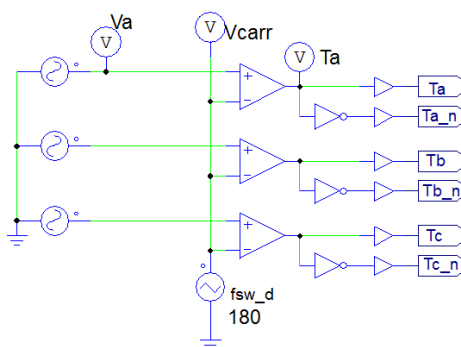 Va
V
V
Vcarr
V
Ta
Ta
Ta_n
Tb
Tb_n
Tc
Tc_n
fsw_d
180